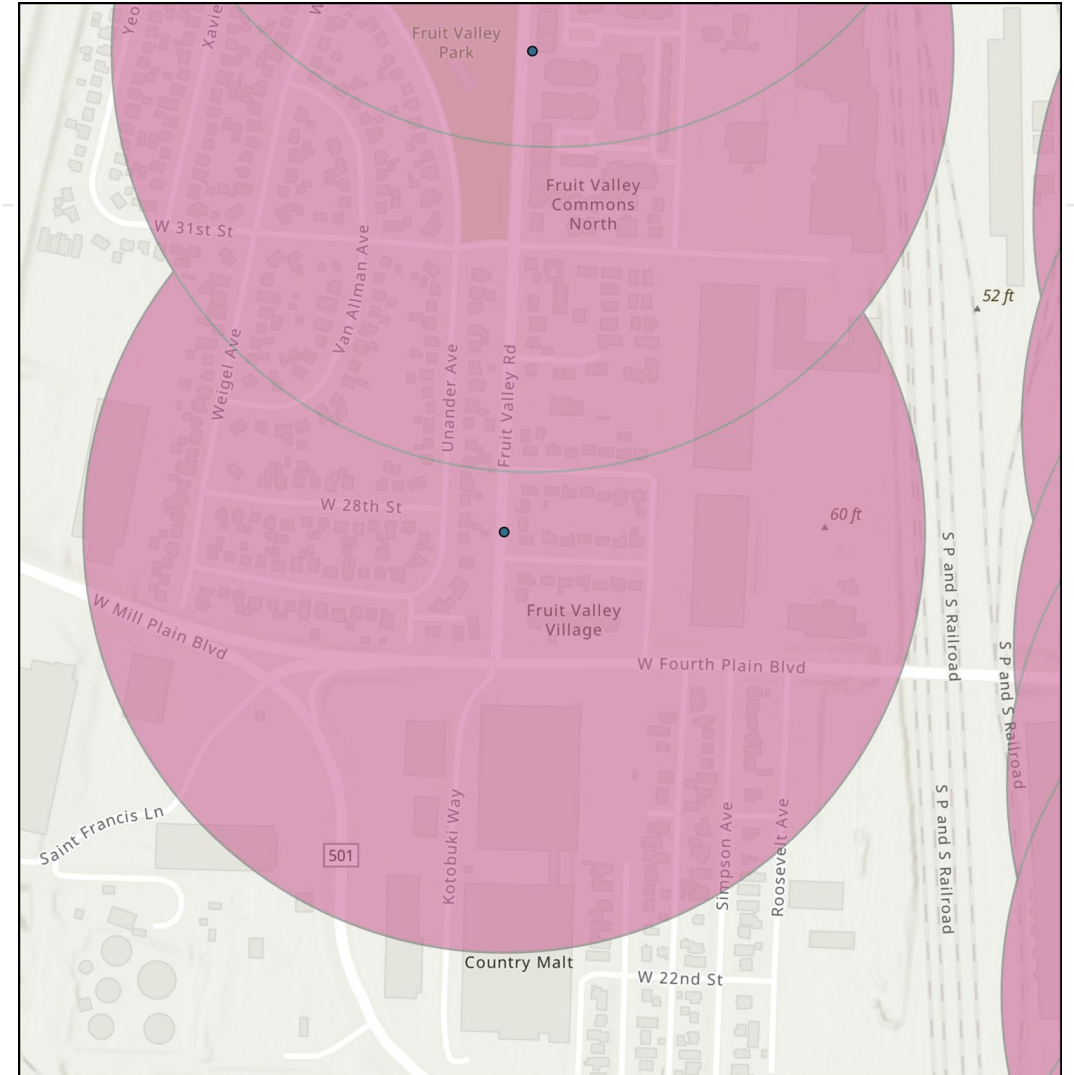 Fruit Valley
Park
Fruit Valley
Commons
North
W 31st St
52 ft
Van Allman Ave
Weigel Ave
Unander Ave
Fruit Valley Rd
W 28th St
60 ft
S P and S Railroad
Fruit Valley
Village
W Mill Plain Blvd
W Fourth Plain Blvd
S P and S Railroad
Saint Francis Ln
501
Kotobuki Way
Simpson Ave
Roosevelt Ave
S P and S Railroad
Country Malt
W 22nd St